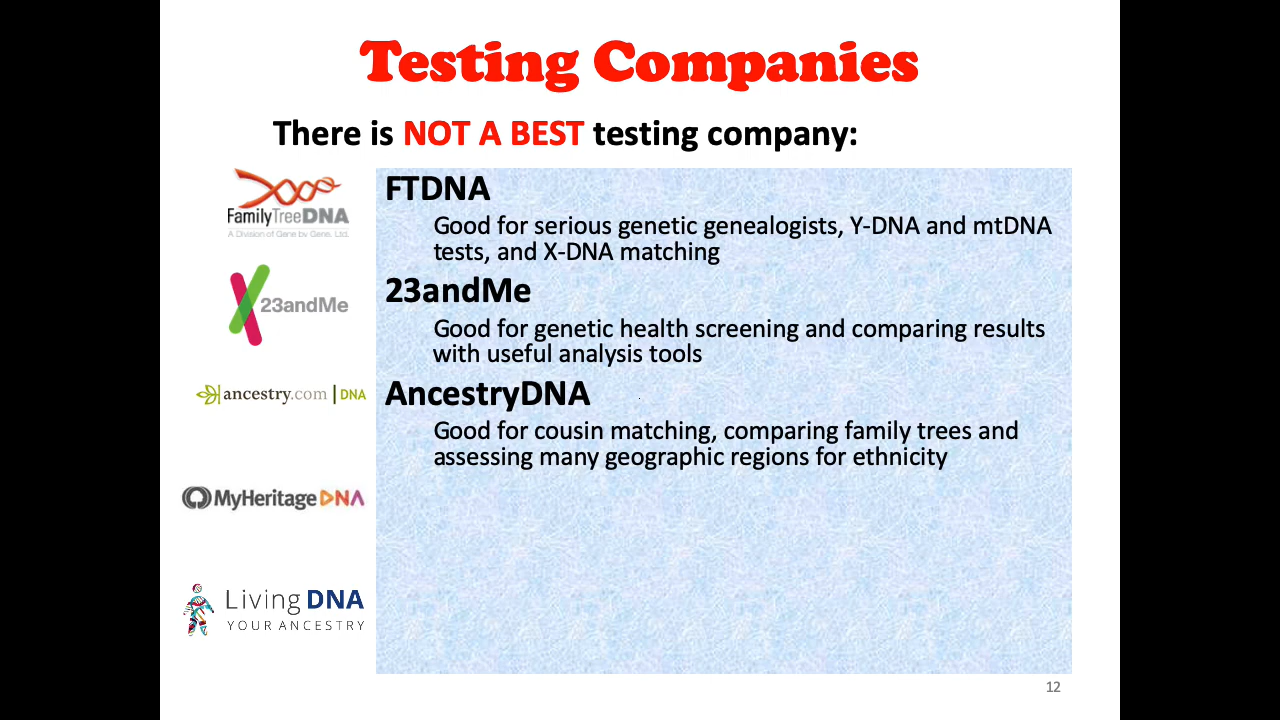 Testing Companies
There is NOT A BEST testing company:
FamilyTreeDNA
A Division of Gene by Gene, Ltd.
FTDNA
Good for serious genetic genealogists, Y-DNA and mtDNA
tests, and X-DNA matching
23andMe
23andMe
Good for genetic health screening and comparing results
with useful analysis tools
ancestry.com | DNA
AncestryDNA
Good for cousin matching, comparing family trees and
assessing many geographic regions for ethnicity
MyHeritage DNA
Living DNA
YOUR ANCESTRY
12